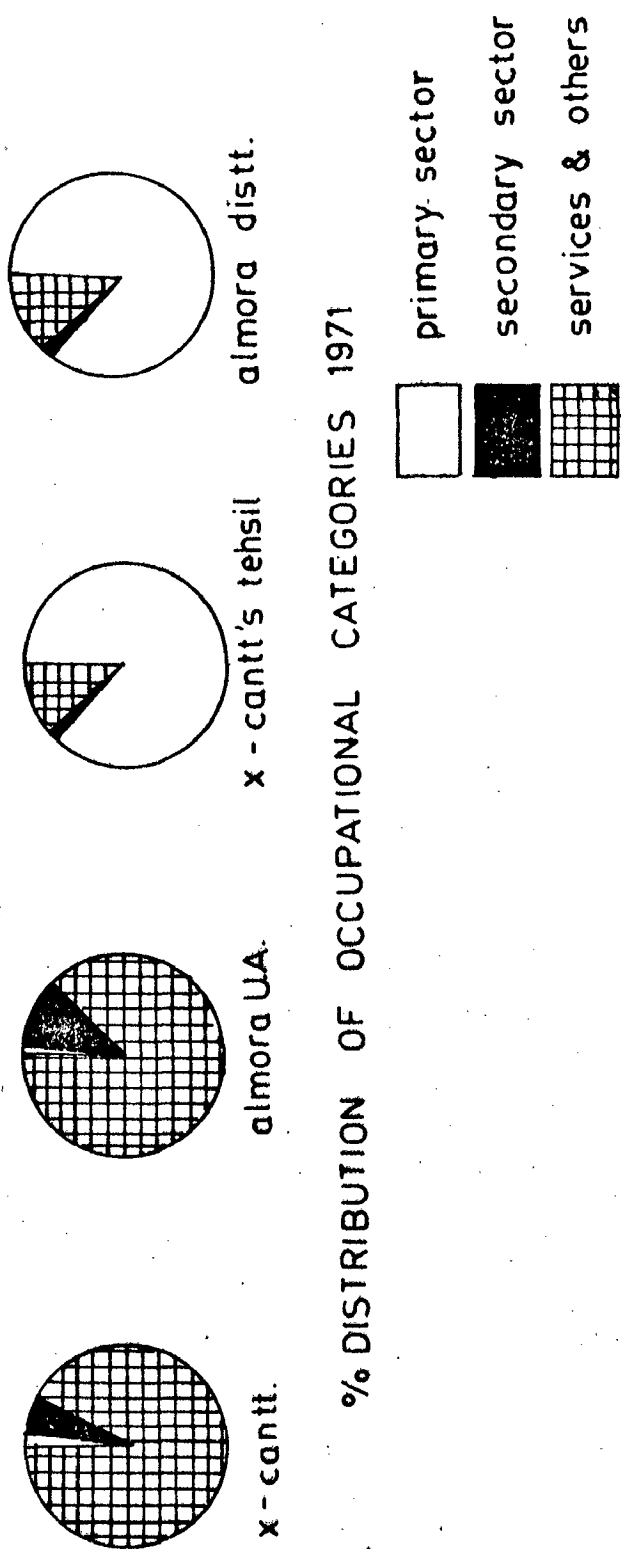 x - cantt.
almora U.A.
x - cantt's tehsil
almora distt.
% DISTRIBUTION OF OCCUPATIONAL CATEGORIES 1971
primary sector
secondary sector
services & others